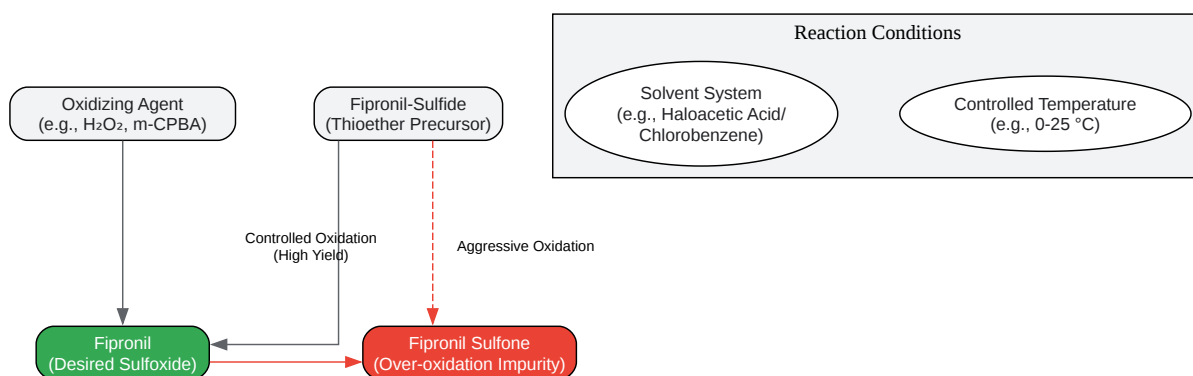 Reaction Conditions
Oxidizing Agent
(e.g., H₂O₂, m-CPBA)
Fipronil-Sulfide
(Thioether Precursor)
Solvent System
(e.g., Haloacetic Acid/
Chlorobenzene)
Controlled Temperature
(e.g., 0-25 °C)
Controlled Oxidation
(High Yield)
Aggressive Oxidation
Fipronil
(Desired Sulfoxide)
Fipronil Sulfone
(Over-oxidation Impurity)